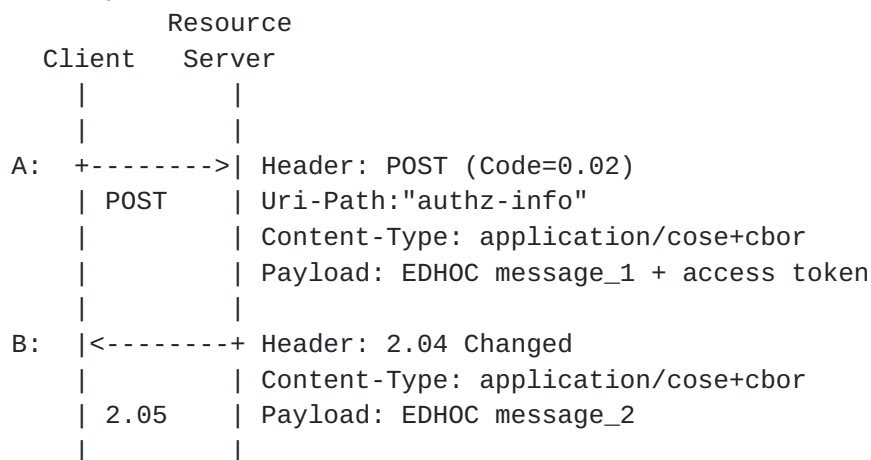 Resource
Client Server
| |
| |
A: +-------->| Header: POST (Code=0.02)
| POST | Uri-Path:"authz-info"
| | Content-Type: application/cose+cbor
| | Payload: EDHOC message_1 + access token
| |
B: |<--------+ Header: 2.04 Changed
| | Content-Type: application/cose+cbor
| 2.05 | Payload: EDHOC message_2
| |